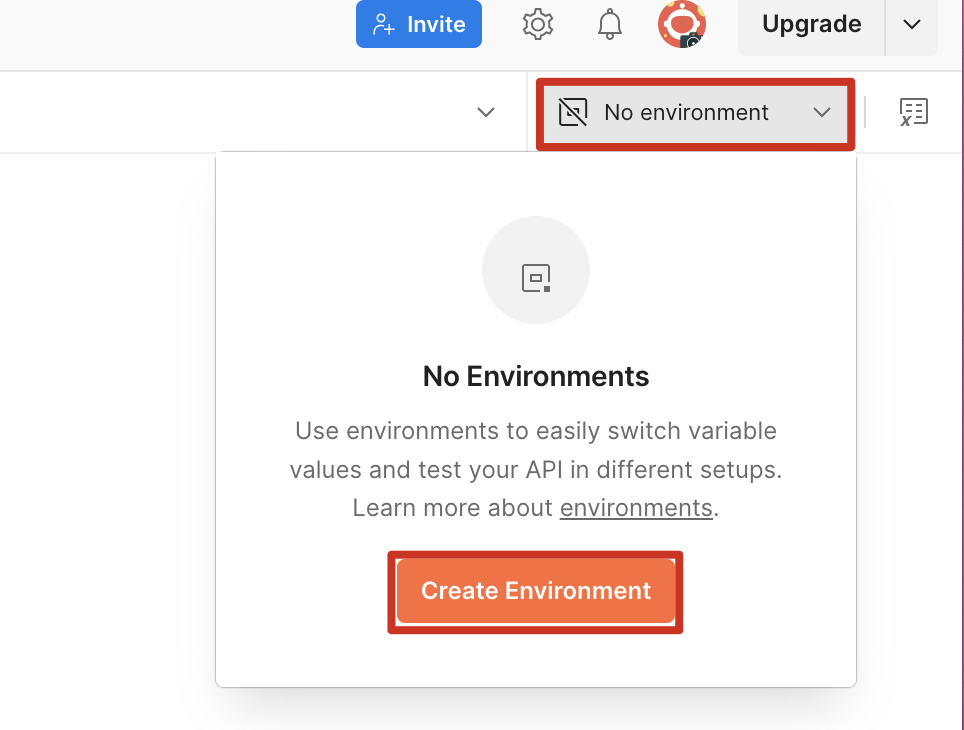 Invite
Upgrade
No environment
No Environments
Use environments to easily switch variable
values and test your API in different setups.
Learn more about environments.
Create Environment